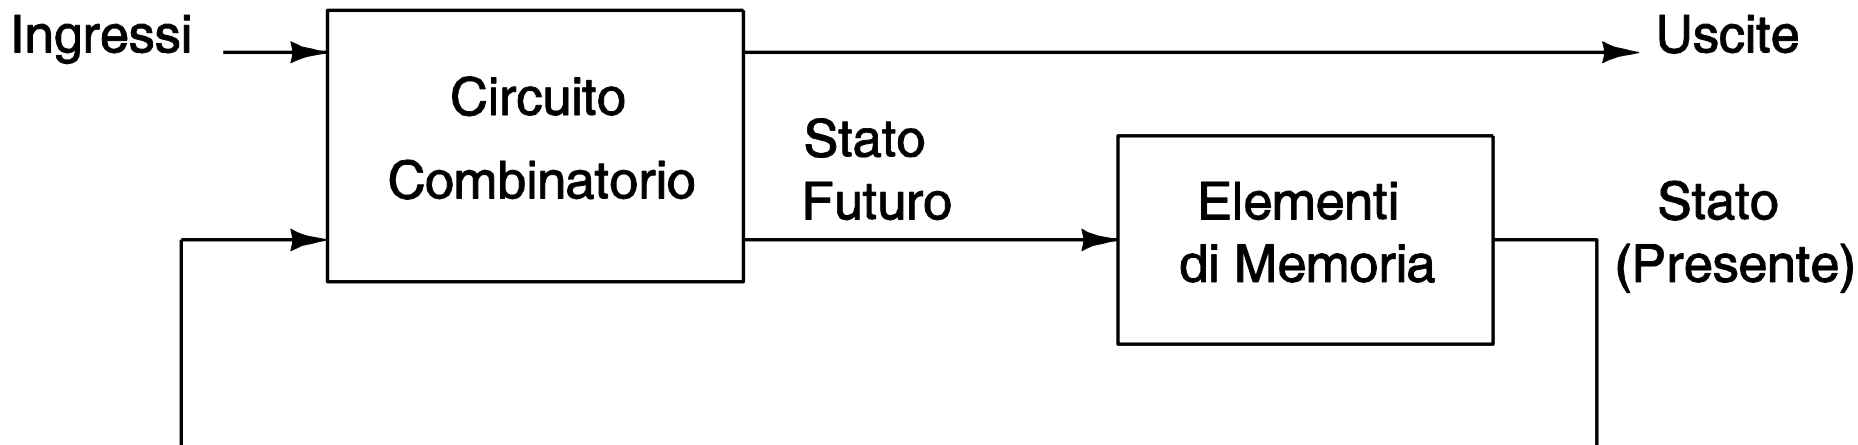 Ingressi
Uscite
Circuito
Combinatorio
Stato
Futuro
Elementi
di Memoria
Stato
(Presente)